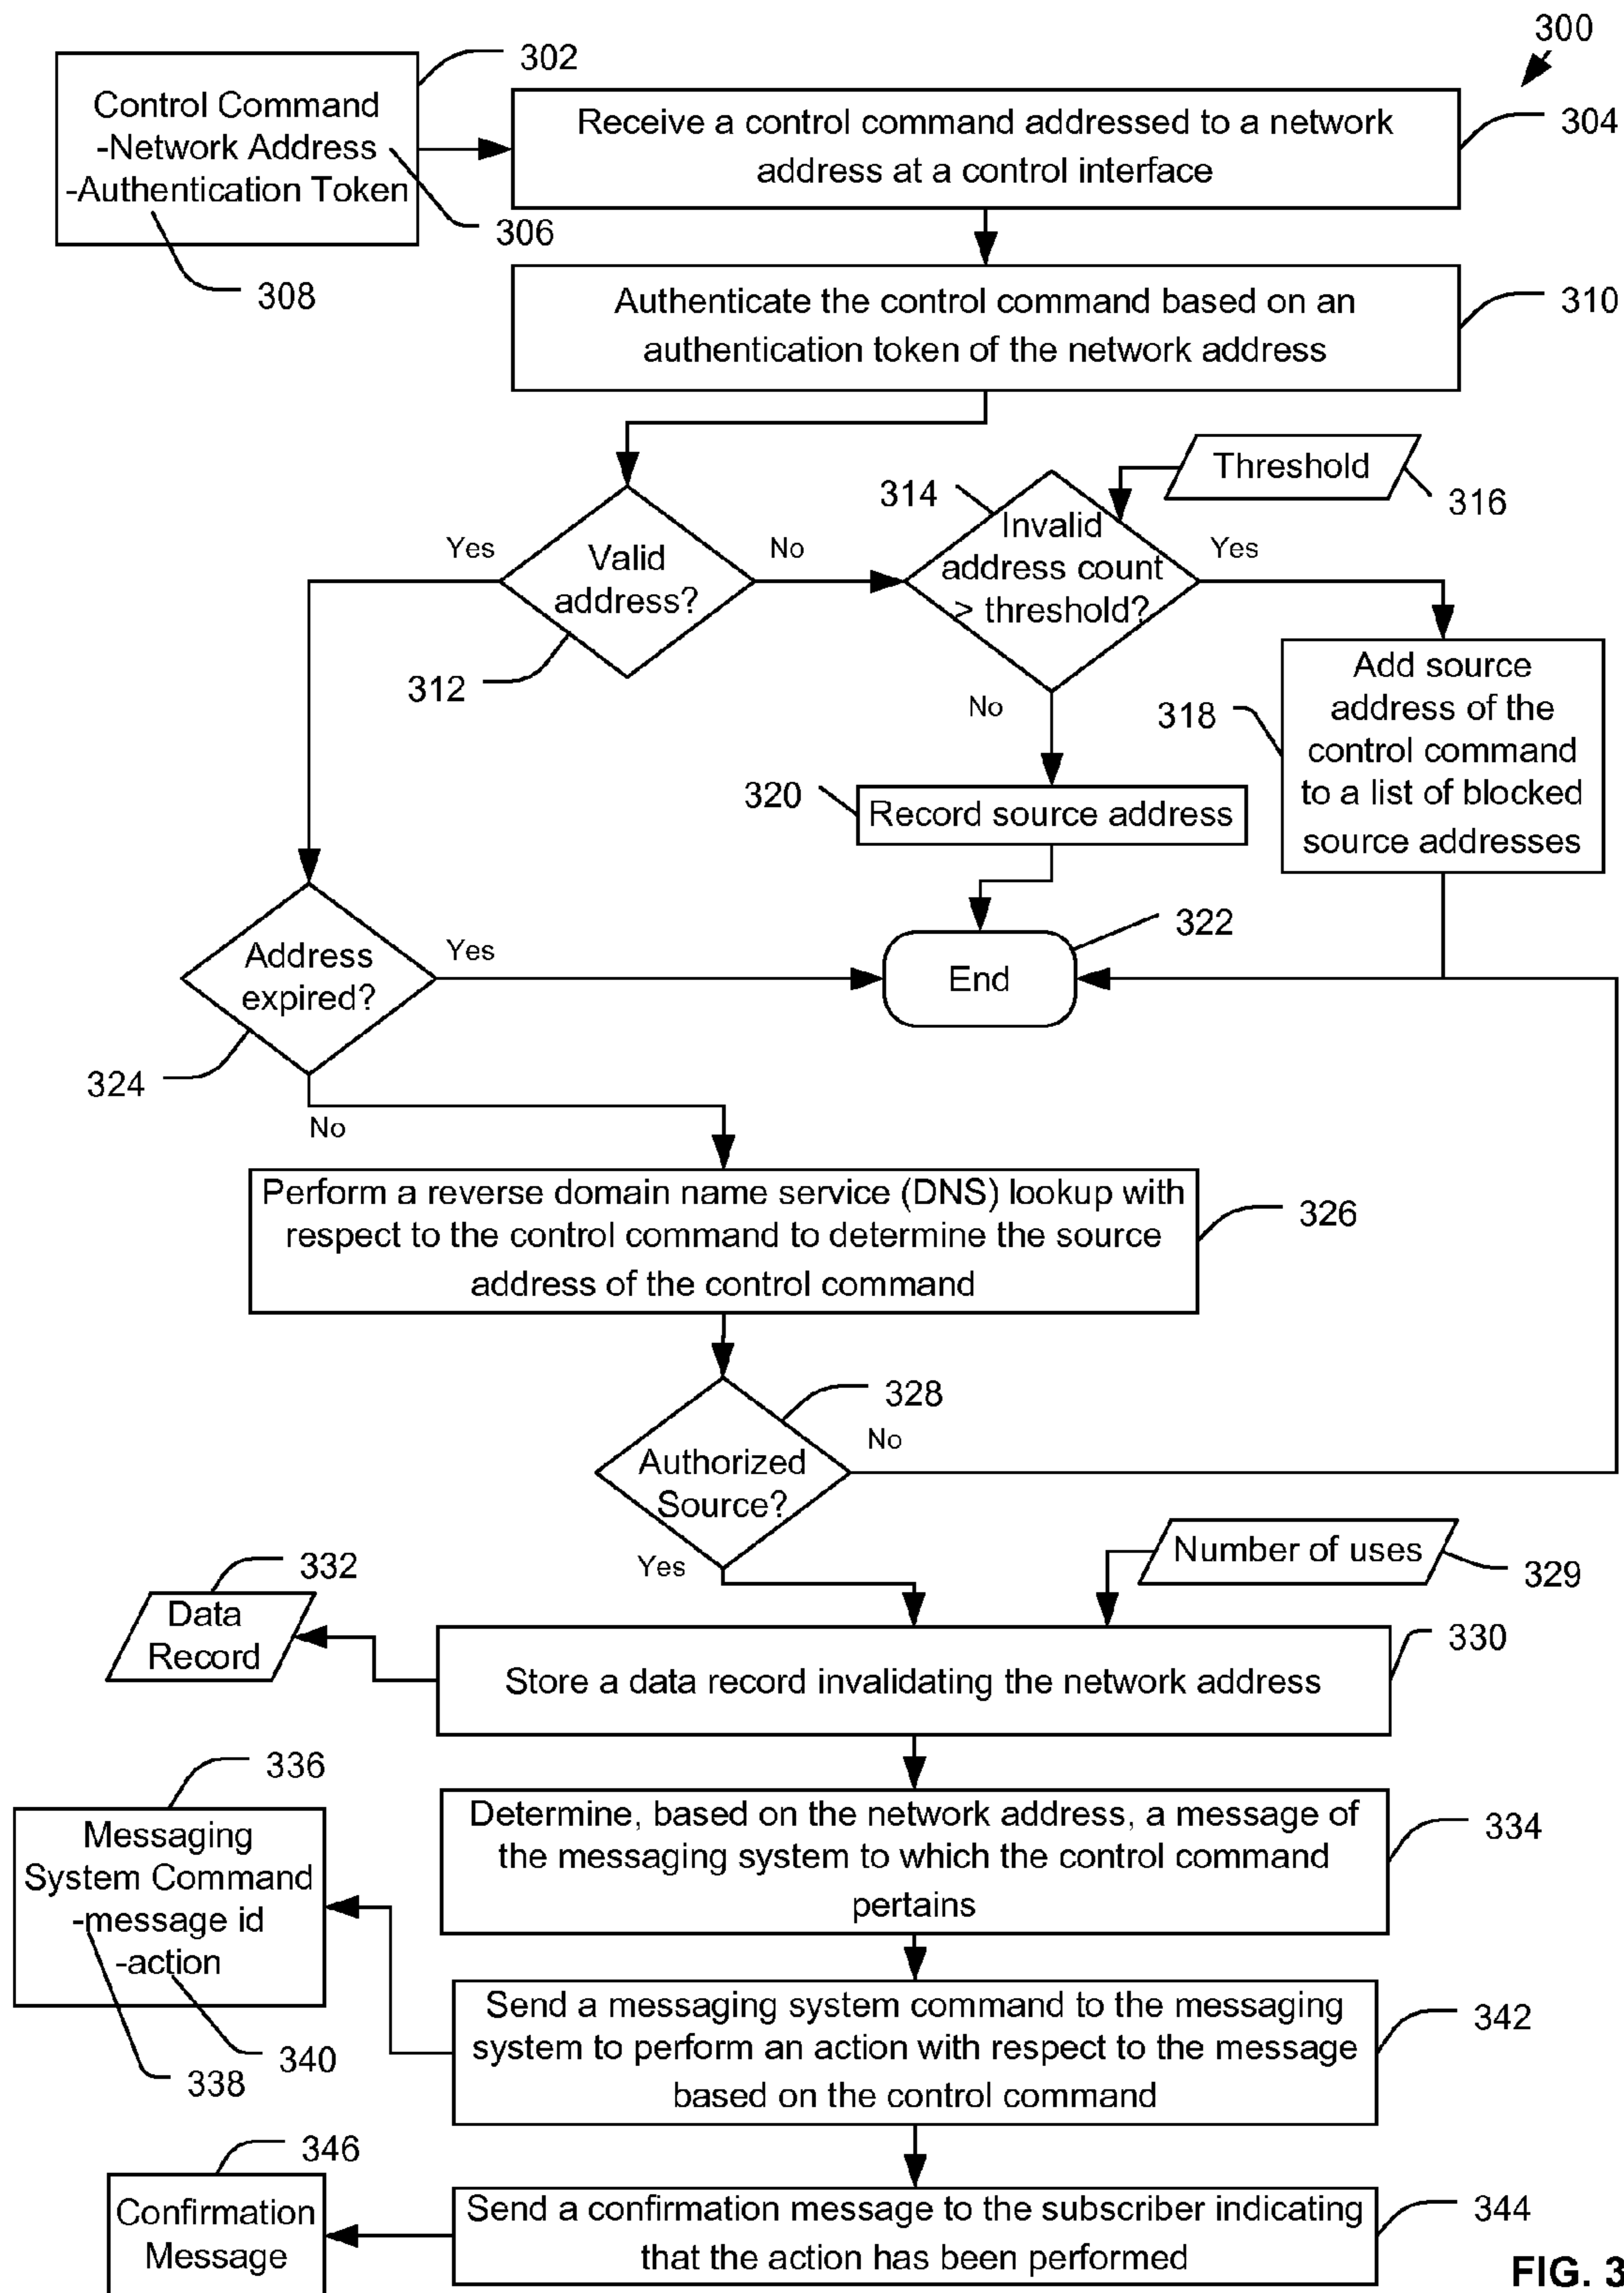 300
302
Control Command
-Network Address
-Authentication Token
306
308
Receive a control command addressed to a network
address at a control interface
304
Authenticate the control command based on an
authentication token of the network address
310
Threshold
316
314
Invalid
address count
> threshold?
Yes
No
Valid
address?
Yes
No
312
Add source
address of the
control command
to a list of blocked
source addresses
318
320
Record source address
322
End
Address
expired?
Yes
324
No
Perform a reverse domain name service (DNS) lookup with
respect to the control command to determine the source
address of the control command
326
328
Authorized
Source?
No
Yes
Number of uses
329
332
Data
Record
330
Store a data record invalidating the network address
336
Messaging
System Command
-message id
-action
340
338
Determine, based on the network address, a message of
the messaging system to which the control command
pertains
334
Send a messaging system command to the messaging
system to perform an action with respect to the message
based on the control command
342
346
Confirmation
Message
Send a confirmation message to the subscriber indicating
that the action has been performed
344
FIG. 3